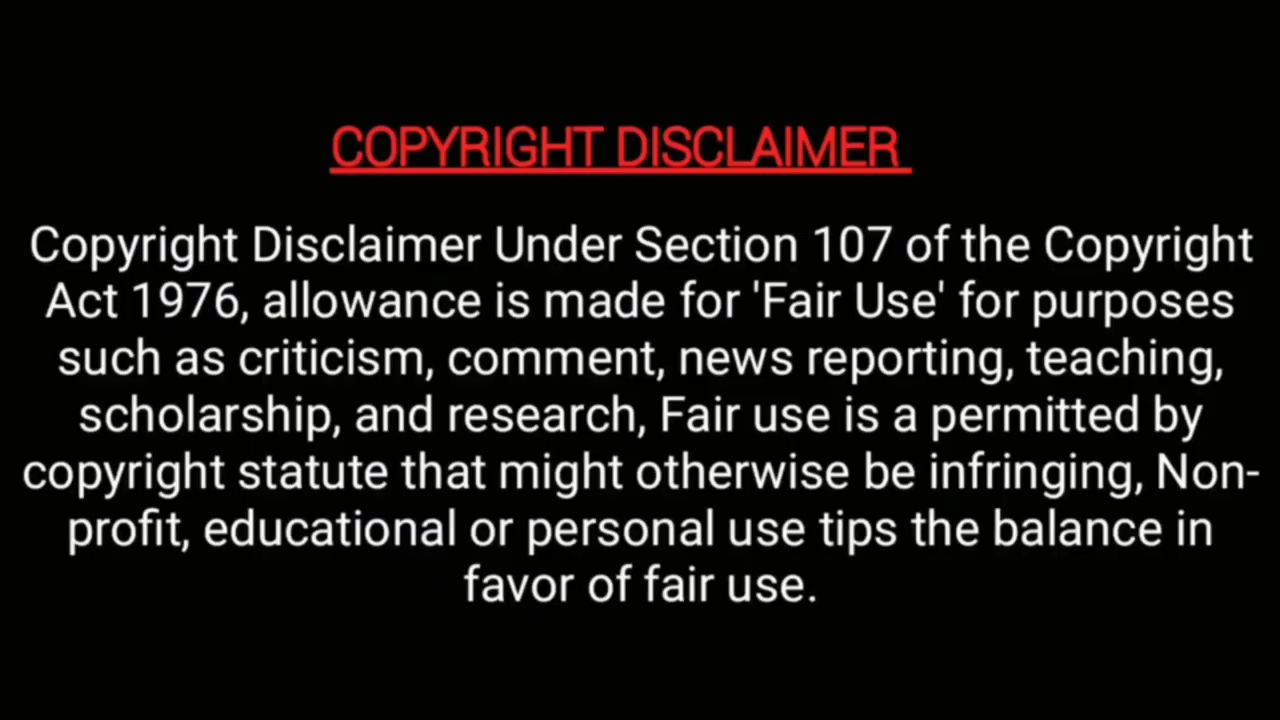 COPYRIGHT DISCLAIMER
Copyright Disclaimer Under Section 107 of the Copyright
Act 1976, allowance is made for 'Fair Use' for purposes
such as criticism, comment, news reporting, teaching,
scholarship, and research, Fair use is a permitted by
copyright statute that might otherwise be infringing, Non-
profit, educational or personal use tips the balance in
favor of fair use.